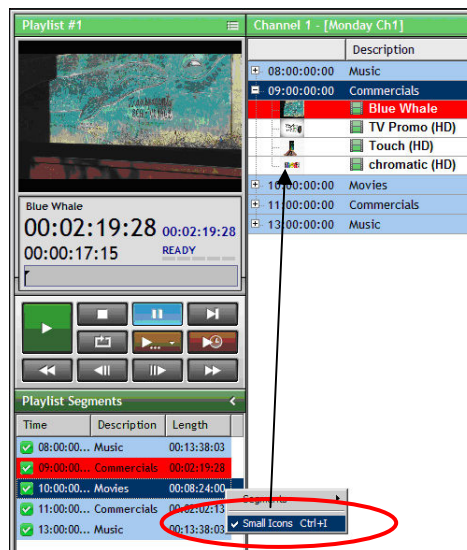 Playlist #1
Channel 1 - [Monday Ch1]
Description
08:00:00:00 Music
09:00:00:00 Commercials
Blue Whale
TV Promo (HD)
Touch (HD)
chromatic (HD)
10:00:00:00 Movies
11:00:00:00 Commercials
13:00:00:00 Music
Blue Whale
00:02:19:28 00:02:19:28
00:00:17:15 READY
Playlist Segments
Time Description Length
08:00:00... Music 00:13:38:03
09:00:00... Commercials 00:02:19:28
10:00:00... Movies 00:08:24:00
11:00:00... Commercials 00:02:02:13
13:00:00... Music 00:13:38:03
Segments
Small Icons Ctrl+I